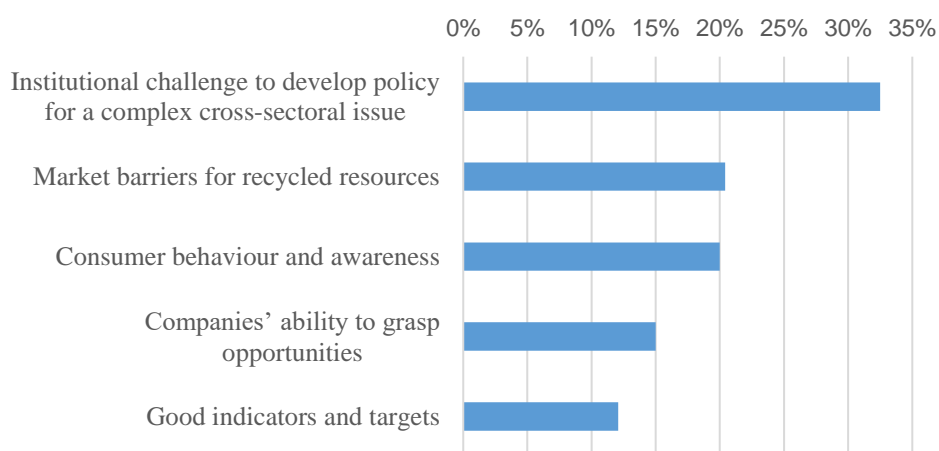 0% 5% 10% 15% 20% 25% 30% 35%
Institutional challenge to develop policy
for a complex cross-sectoral issue
Market barriers for recycled resources
Consumer behaviour and awareness
Companies’ ability to grasp
opportunities
Good indicators and targets